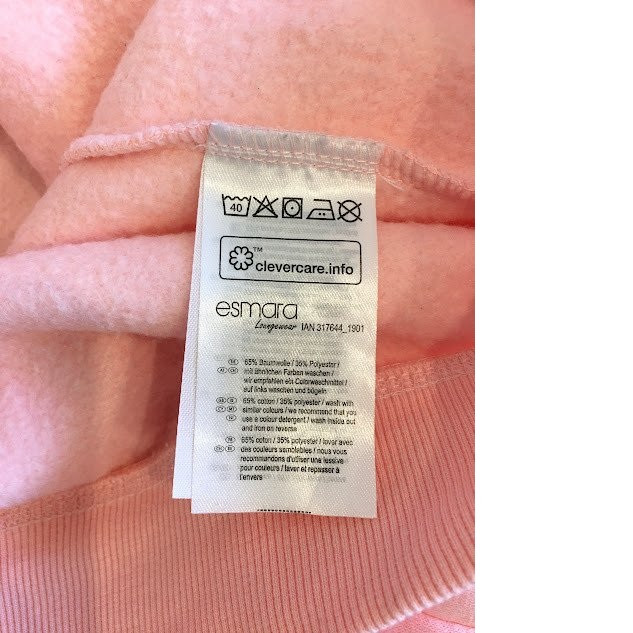 40
clevercare.info™
esmara
Loungewear IAN 317644_1901
65% Baumwolle / 35% Polyester /
mit ähnlichen Farben waschen /
wir empfehlen ein Colorwaschmittel /
auf links waschen und bügeln
65% cotton / 35% polyester / wash with
similar colours / we recommend that you
use a colour detergent / wash inside out
and iron on reverse
65% coton / 35% polyester / laver avec
des couleurs semblables / nous vous
recommandons d'utiliser une lessive
pour couleurs / laver et repasser à
l'envers